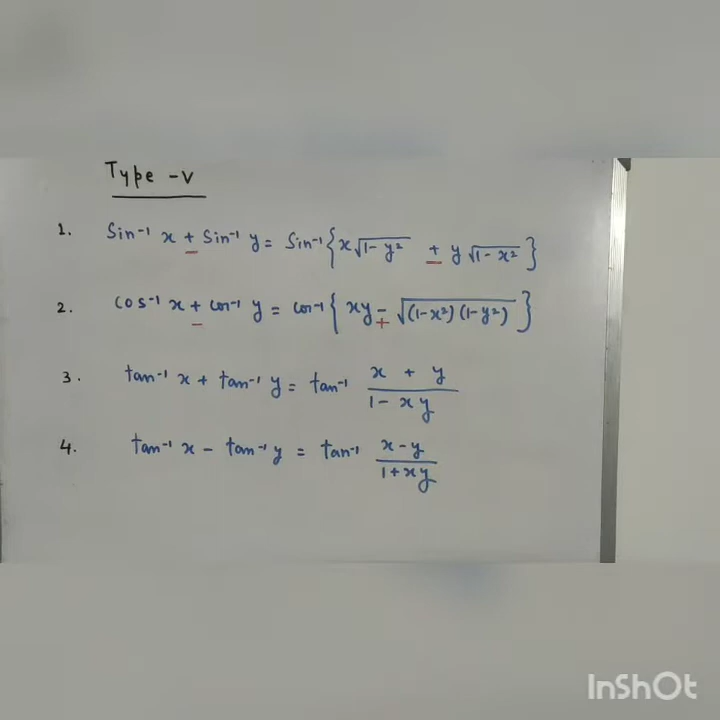 Type - V
1. Sin⁻¹ x ± Sin⁻¹ y = Sin⁻¹ { x √1-y² ± y √1-x² }
2. cos⁻¹ x ± cos⁻¹ y = cos⁻¹ { xy ∓ √(1-x²) (1-y²) }
3. tan⁻¹ x + tan⁻¹ y = tan⁻¹ x + y / 1 - xy
4. tan⁻¹ x - tan⁻¹ y = tan⁻¹ x - y / 1 + xy
InShOt